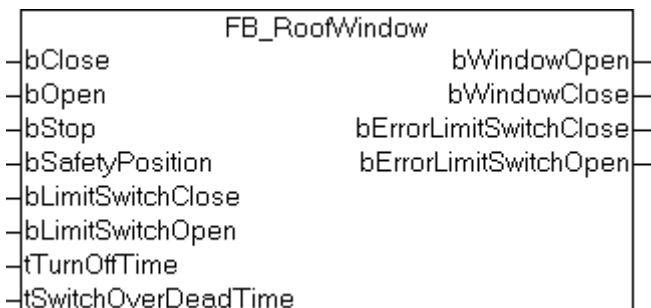 FB_RoofWindow
bClose bWindowOpen
bOpen bWindowClose
bStop bErrorLimitSwitchClose
bSafetyPosition bErrorLimitSwitchOpen
bLimitSwitchClose
bLimitSwitchOpen
tTurnOffTime
tSwitchOverDeadTime